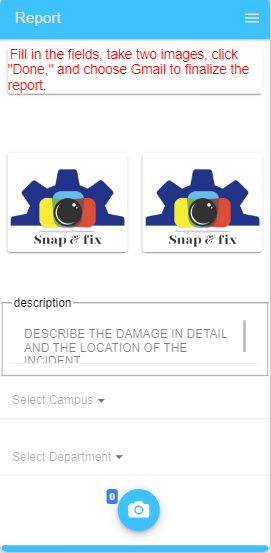 Report
Fill in the fields, take two images, click
"Done," and choose Gmail to finalize the
report.
Snap & fix
Snap & fix
description
DESCRIBE THE DAMAGE IN DETAIL
AND THE LOCATION OF THE
INCIDENT
Select Campus
Select Department
0